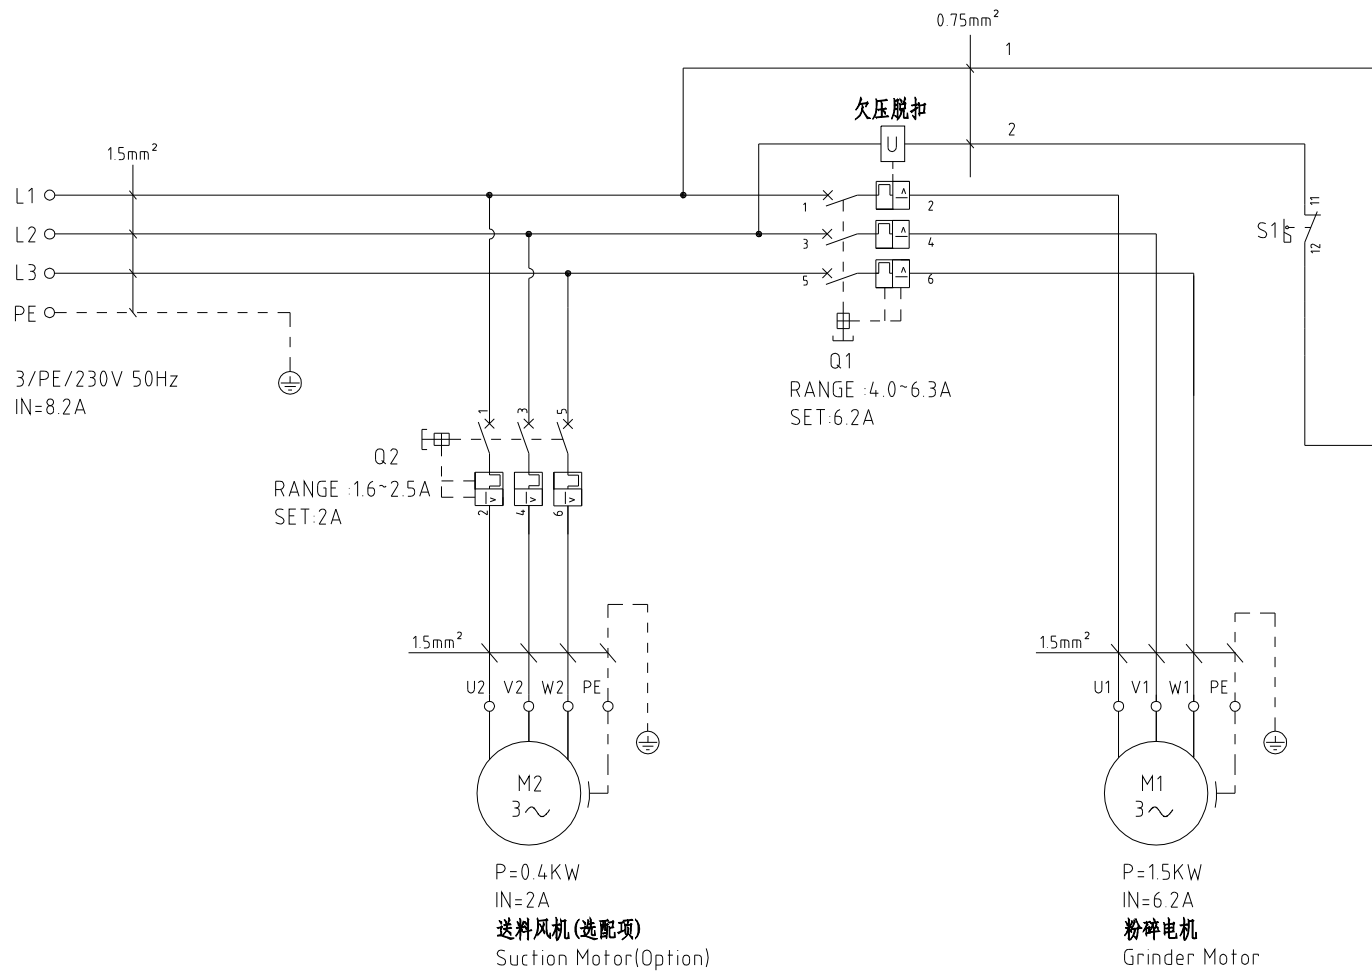 0.75mm²
1
欠压脱扣
U
2
1.5mm²
L1
1
2
11
L2
3
4
S1
12
L3
5
6
PE
Q1
3/PE/230V 50Hz
IN=8.2A
RANGE :4.0~6.3A
SET:6.2A
1
3
5
Q2
RANGE :1.6~2.5A
SET:2A
2
4
6
1.5mm²
1.5mm²
U2
V2
W2
PE
U1
V1
W1
PE
M2
3~
M1
3~
P=0.4KW
IN=2A
送料风机(选配项)
Suction Motor(Option)
P=1.5KW
IN=6.2A
粉碎电机
Grinder Motor